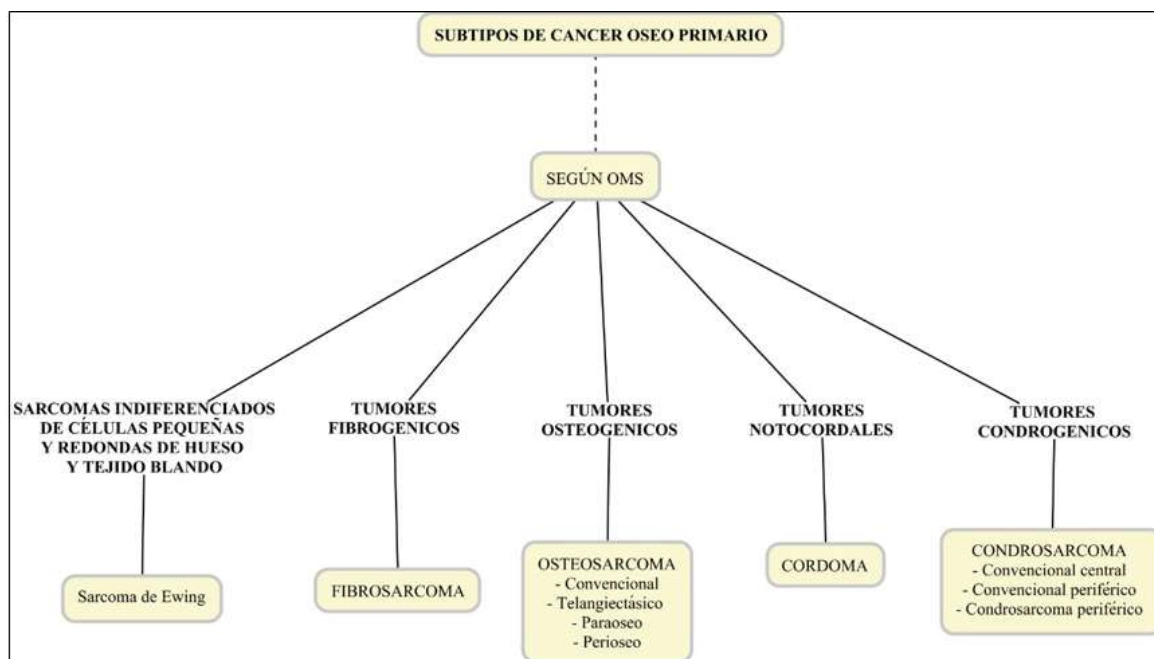 SUBTIPOS DE CANCER OSEO PRIMARIO
SEGÚN OMS
SARCOMAS INDIFERENCIADOS
DE CÉLULAS PEQUEÑAS
Y REDONDAS DE HUESO
Y TEJIDO BLANDO
TUMORES
FIBROGENICOS
TUMORES
OSTEOGENICOS
TUMORES
NOTOCORDALES
TUMORES
CONDROGENICOS
Sarcoma de Ewing
FIBROSARCOMA
OSTEOSARCOMA
- Convencional
- Telangiectásico
- Paraoseo
- Perioseo
CORDOMA
CONDROSARCOMA
- Convencional central
- Convencional periférico
- Condrosarcoma periférico